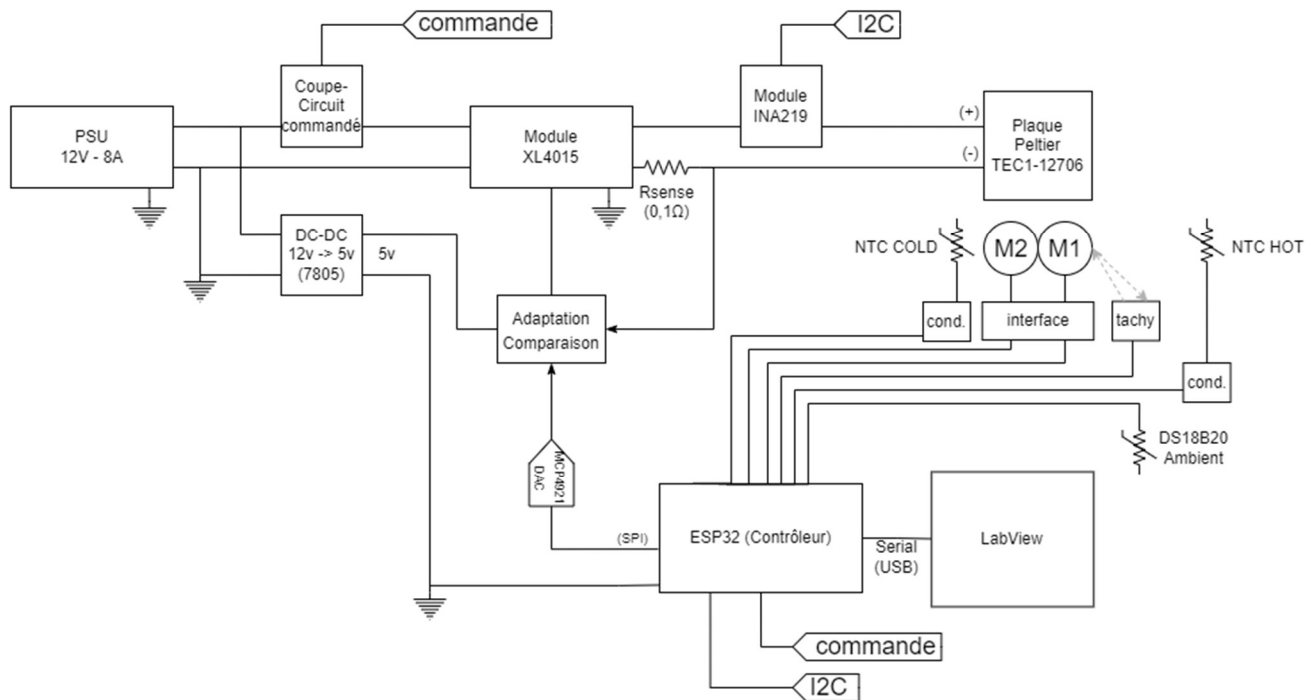 commande
I2C
Coupe-
Circuit
commandé
Module
INA219
PSU
12V - 8A
Module
XL4015
(+)
(-)
Plaque
Peltier
TEC1-12706
Rsense
(0,1Ω)
DC-DC
12v -> 5v
(7805)
5v
NTC COLD
M2
M1
NTC HOT
Adaptation
Comparaison
cond.
interface
tachy
cond.
DS18B20
Ambient
MCP4921
DAC
(SPI)
ESP32 (Contrôleur)
Serial
(USB)
LabView
commande
I2C